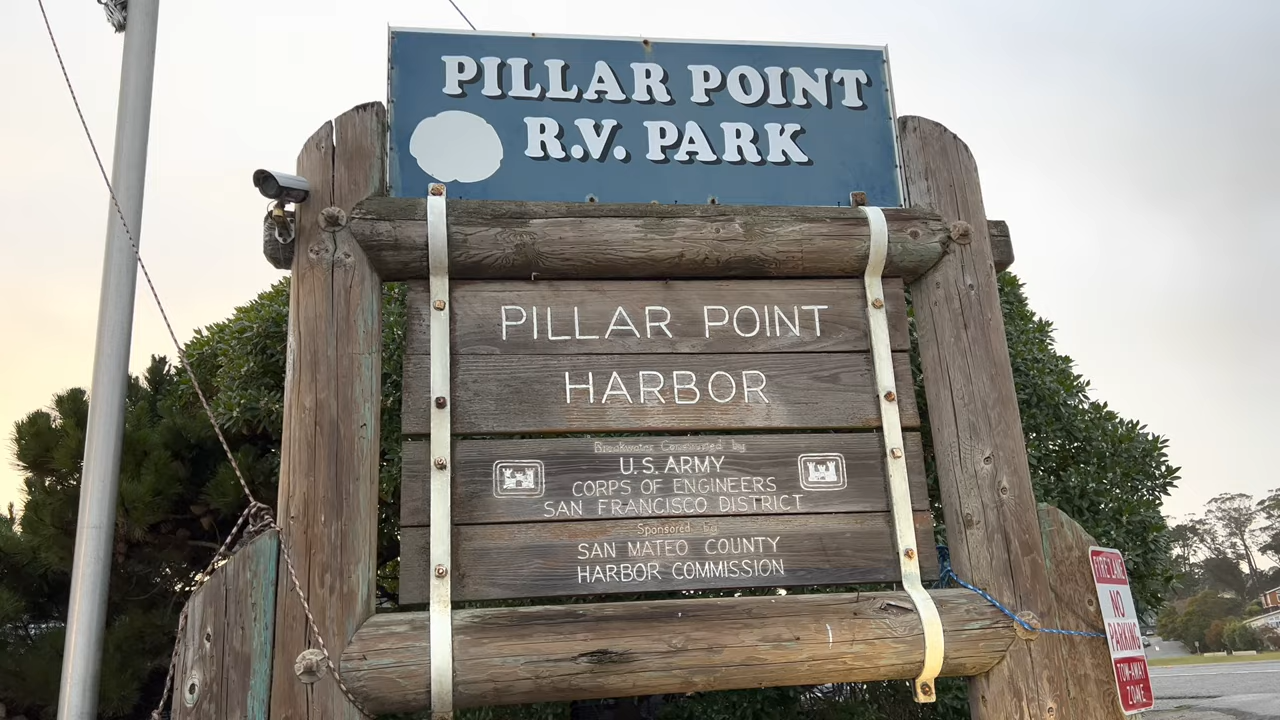 PILLAR POINT
R.V. PARK
PILLAR POINT
HARBOR
Breakwater Constructed by
U.S. ARMY
CORPS OF ENGINEERS
SAN FRANCISCO DISTRICT
Sponsored by
SAN MATEO COUNTY
HARBOR COMMISSION
FYRE LANE
NO
PARKING
TOW-AWAY
ZONE